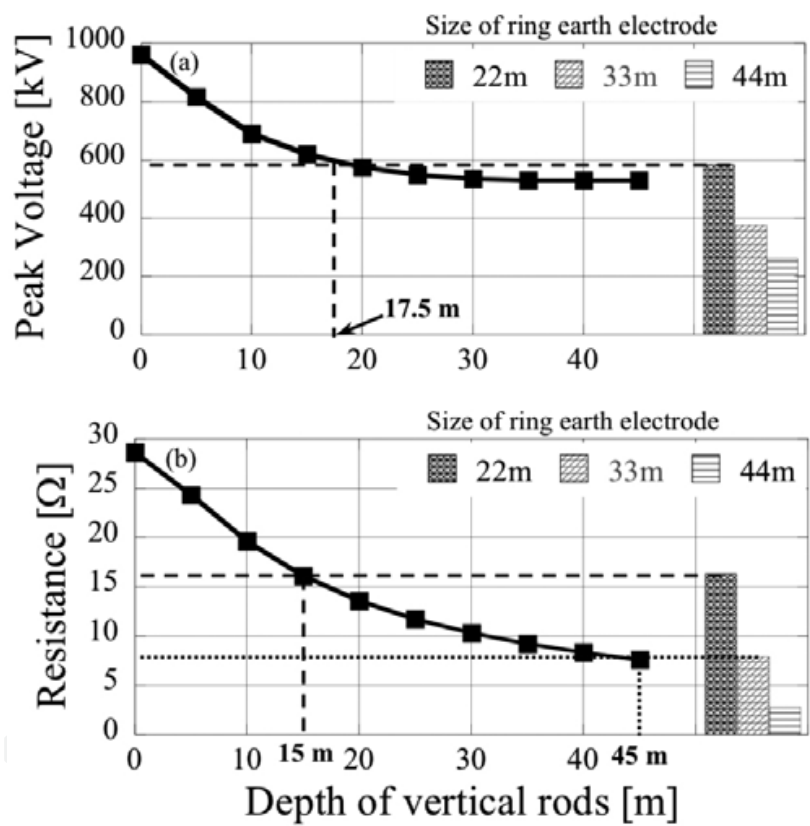 Size of ring earth electrode
22m 33m 44m
(a)
Peak Voltage [kV]
1000
800
600
400
200
0
17.5 m
0 10 20 30 40
Size of ring earth electrode
22m 33m 44m
(b)
Resistance [Ω]
30
25
20
15
10
5
0
0 10 15 m 20 30 40 45 m
Depth of vertical rods [m]